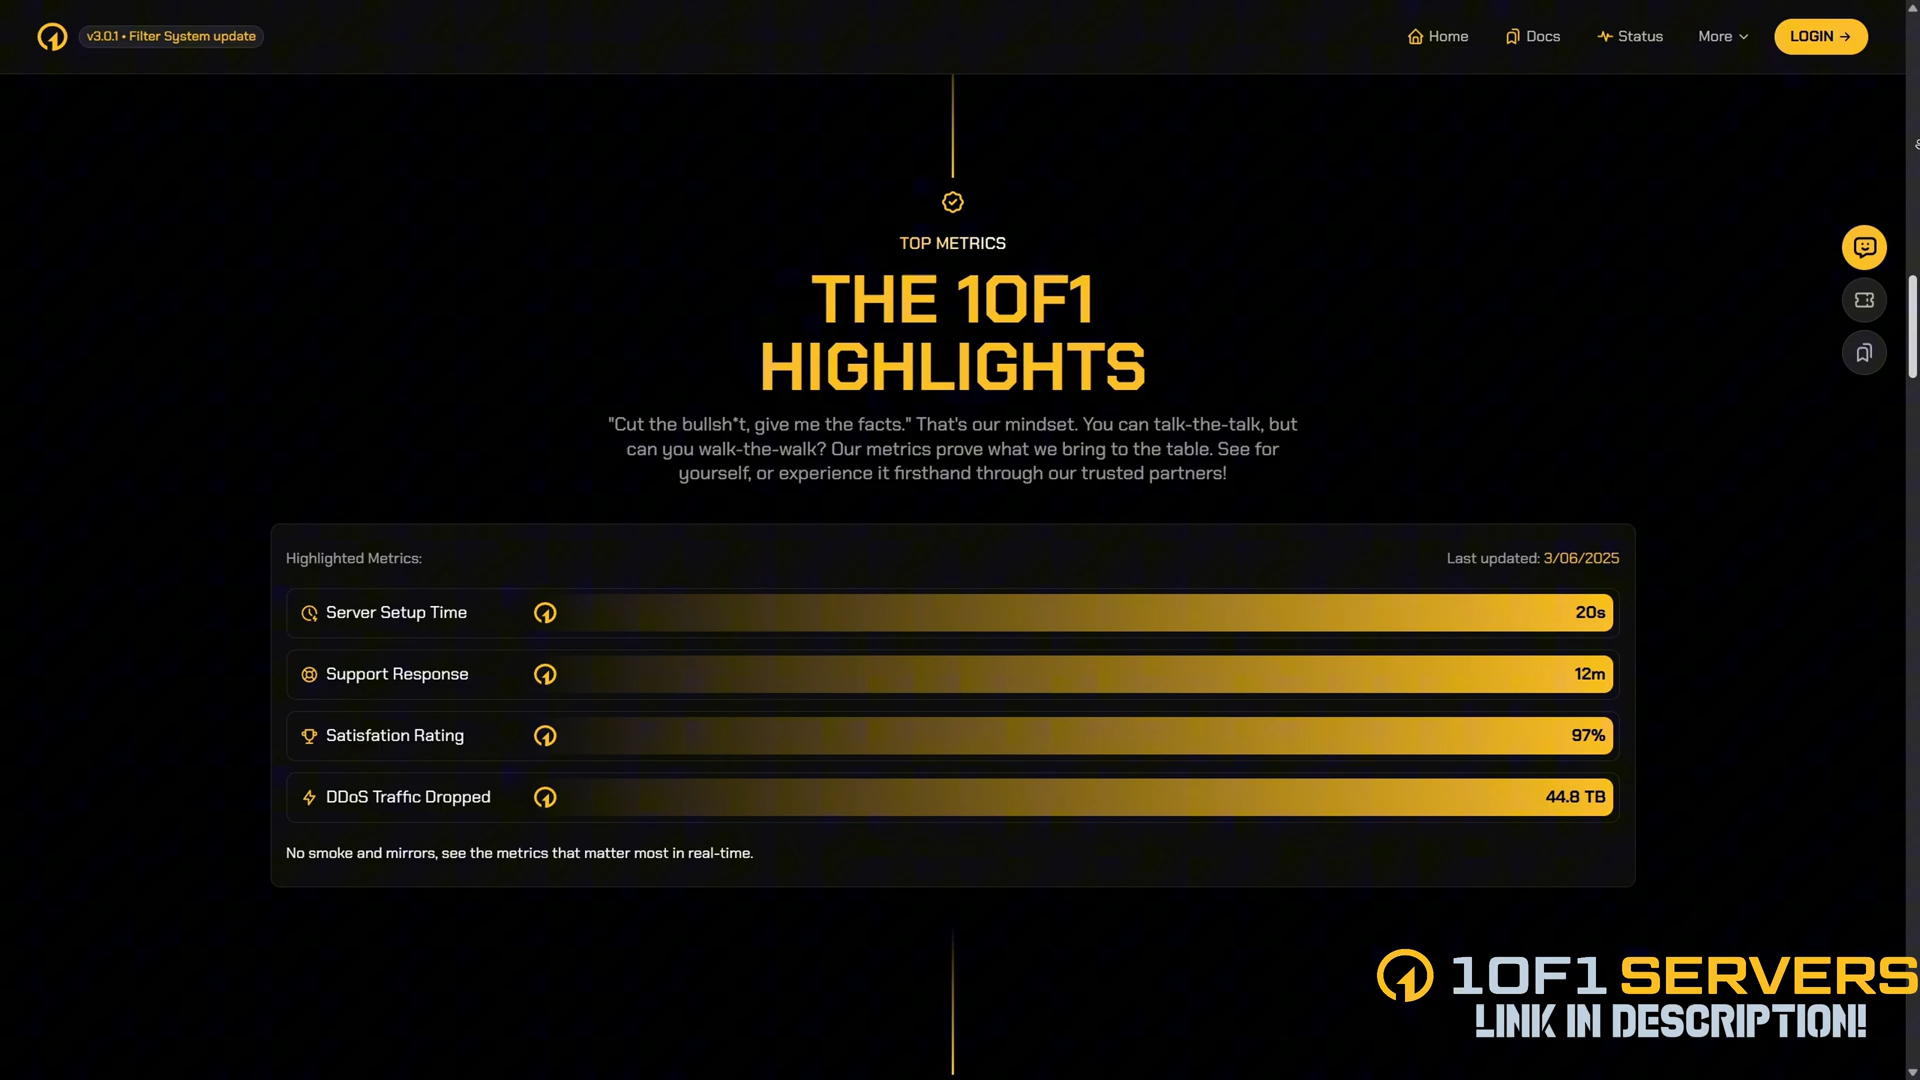 v3.0.1 • Filter System update
Home
Docs
Status
More
LOGIN →
TOP METRICS
THE 1OF1
HIGHLIGHTS
"Cut the bullsh*t, give me the facts." That's our mindset. You can talk-the-talk, but
can you walk-the-walk? Our metrics prove what we bring to the table. See for
yourself, or experience it firsthand through our trusted partners!
Highlighted Metrics:
Last updated: 3/06/2025
Server Setup Time
20s
Support Response
12m
Satisfation Rating
97%
DDoS Traffic Dropped
44.8 TB
No smoke and mirrors, see the metrics that matter most in real-time.
1OF1 SERVERS
LINK IN DESCRIPTION!